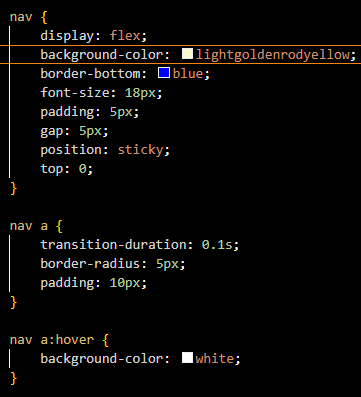 nav {
    display: flex;
    background-color: lightgoldenrodyellow;
    border-bottom: blue;
    font-size: 18px;
    padding: 5px;
    gap: 5px;
    position: sticky;
    top: 0;
}

nav a {
    transition-duration: 0.1s;
    border-radius: 5px;
    padding: 10px;
}

nav a:hover {
    background-color: white;
}